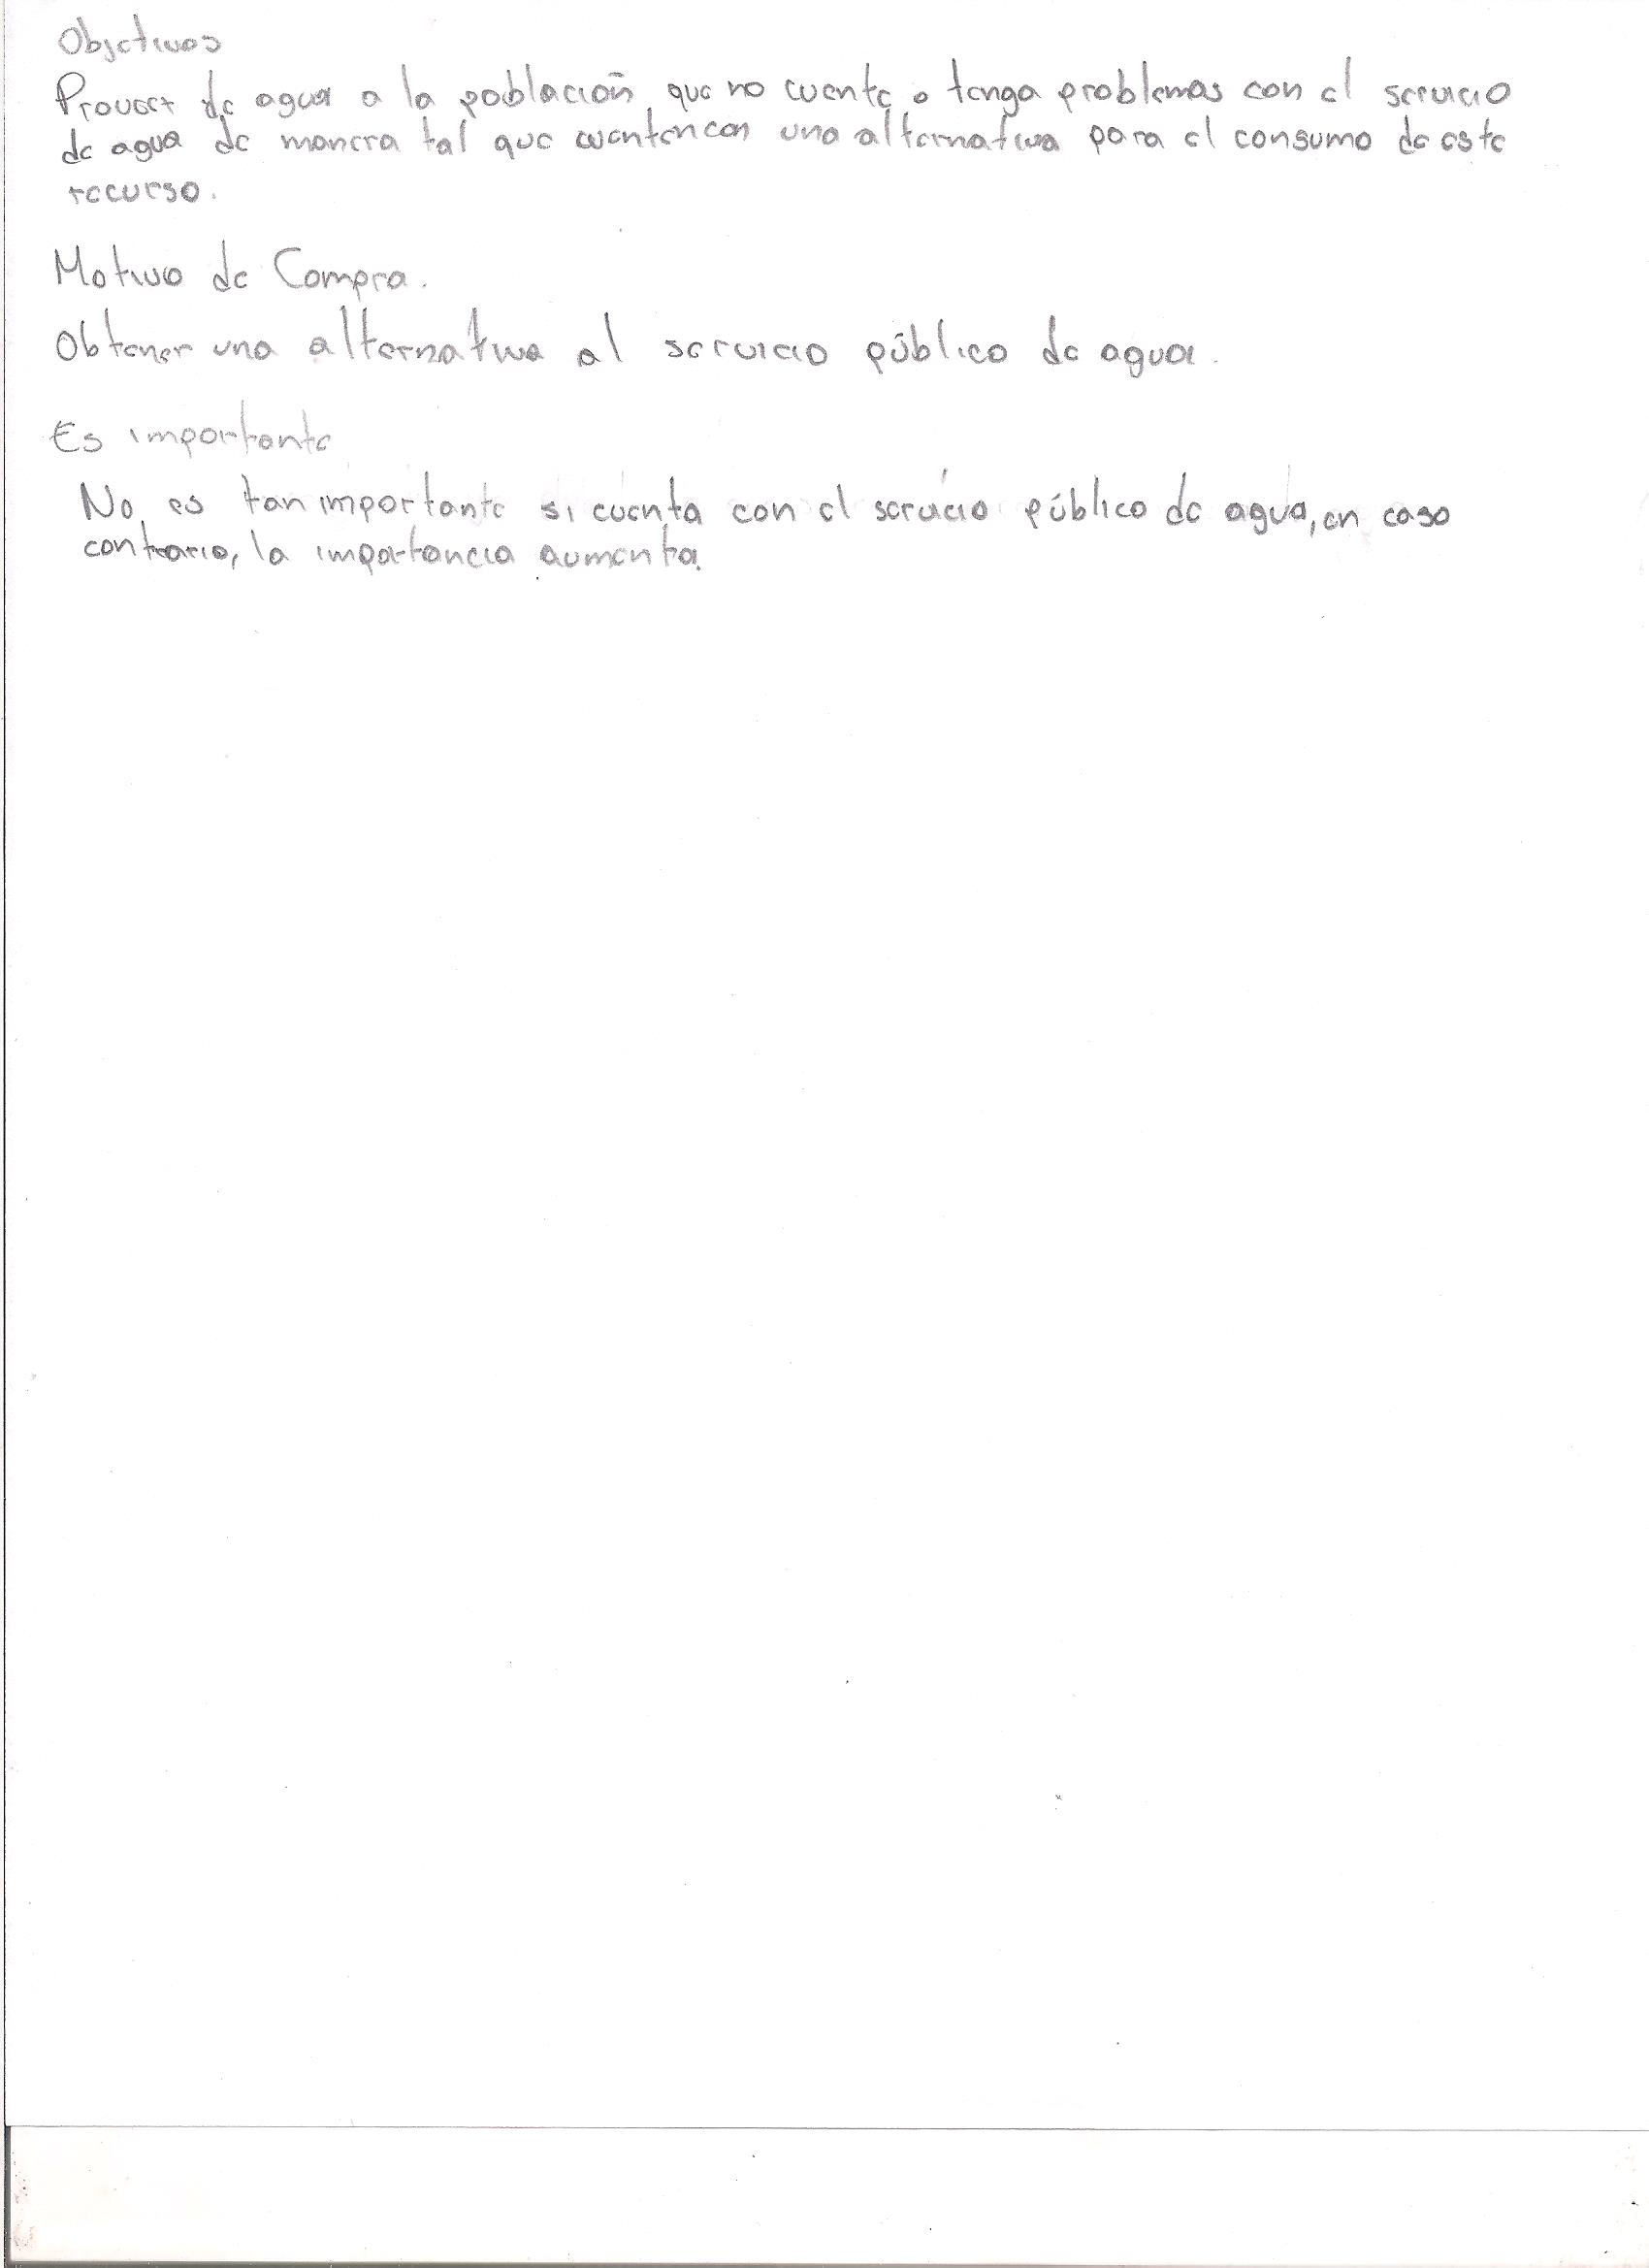 Objetivos
Proveer de agua a la población, que no cuente o tenga problemas con el servicio
de agua de manera tal que cuenten con una alternativa para el consumo de este
recurso.
Motivo de Compra.
Obtener una alternativa al servicio público de agua.
Es importante
No es tan importante si cuenta con el servicio público de agua, en caso
contrario, la importancia aumenta.